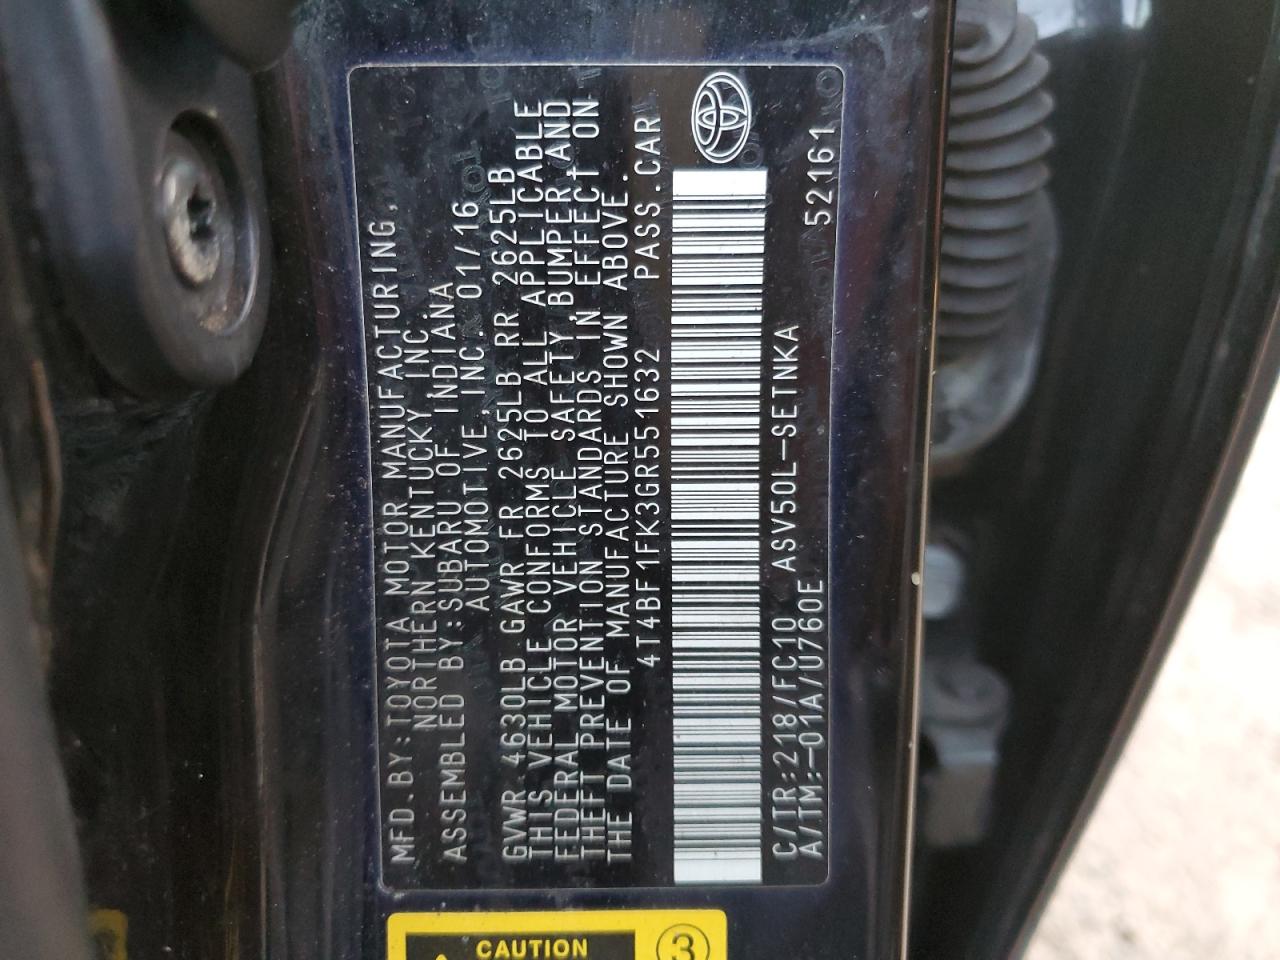 MFD.BY:TOYOTA MOTOR MANUFACTURING,
NORTHERN KENTUCKY,INC.
ASSEMBLED BY:SUBARU OF INDIANA
AUTOMOTIVE,INC. 01/16
GVWR 4630LB GAWR FR 2625LB RR 2625LB
THIS VEHICLE CONFORMS TO ALL APPLICABLE
FEDERAL MOTOR VEHICLE SAFETY,BUMPER,AND
THEFT PREVENTION STANDARDS IN EFFECT ON
THE DATE OF MANUFACTURE SHOWN ABOVE.
4T4BF1FK3GR551632 PASS.CAR
C/TR:218/FC10 ASV50L-SETNKA
A/TM:-01A/U760E 52161
CAUTION
3